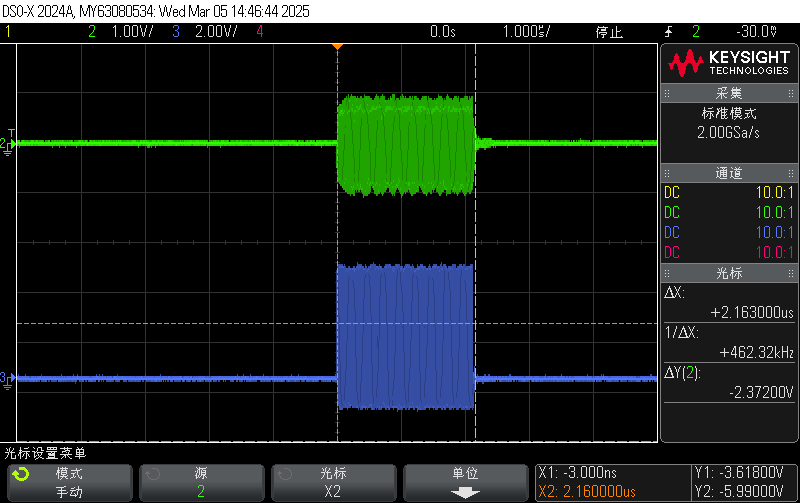 DSO-X 2024A, MY63080534: Wed Mar 05 14:46:44 2025
1 2 1.00V/ 3 2.00V/ 4 0.0s 1.000us/ 停止 2 -30.0mV
KEYSIGHT
TECHNOLOGIES
采集
标准模式
2.00GSa/s
通道
DC 10.0:1
DC 10.0:1
DC 10.0:1
DC 10.0:1
光标
ΔX:
+2.163000us
1/ΔX:
+462.32kHz
ΔY(2):
-2.37200V
T
2
3
光标设置菜单
模式
手动
源
2
光标
X2
单位
X1: -3.000ns
X2: 2.160000us
Y1: -3.61800V
Y2: -5.99000V